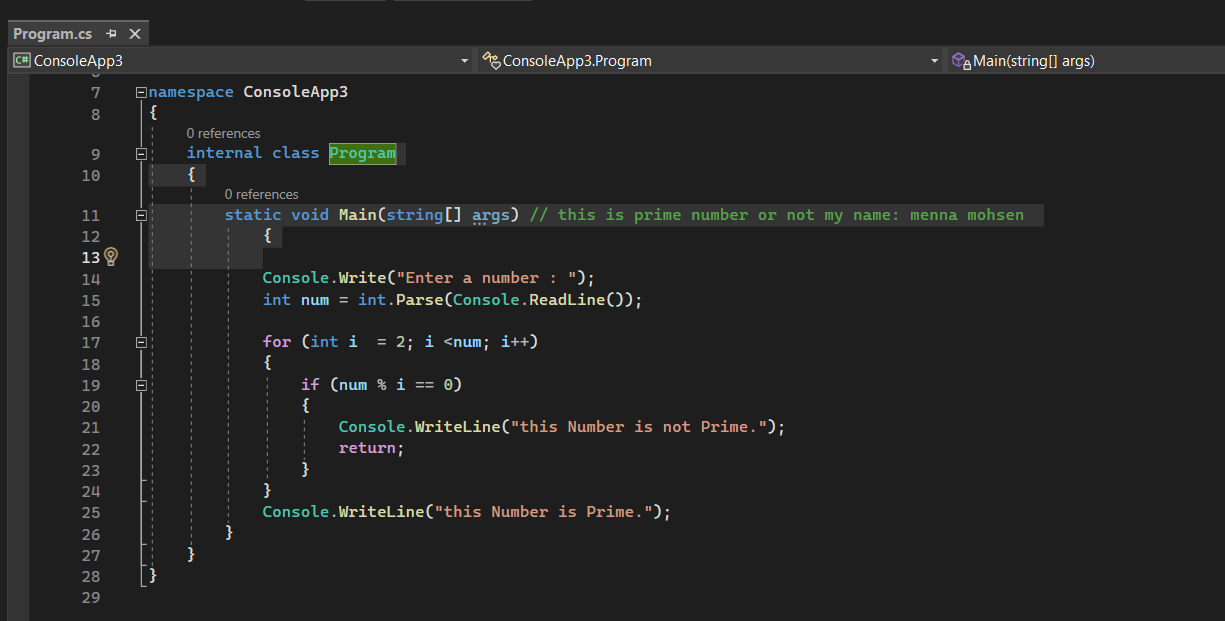 Program.cs
C# ConsoleApp3
ConsoleApp3.Program
Main(string[] args)
7 namespace ConsoleApp3
8 {
0 references
9 internal class Program
10 {
0 references
11 static void Main(string[] args) // this is prime number or not my name: menna mohsen
12 {
13
14 Console.Write("Enter a number : ");
15 int num = int.Parse(Console.ReadLine());
16
17 for (int i  = 2; i <num; i++)
18 {
19 if (num % i == 0)
20 {
21 Console.WriteLine("this Number is not Prime.");
22 return;
23 }
24 }
25 Console.WriteLine("this Number is Prime.");
26 }
27 }
28 }
29